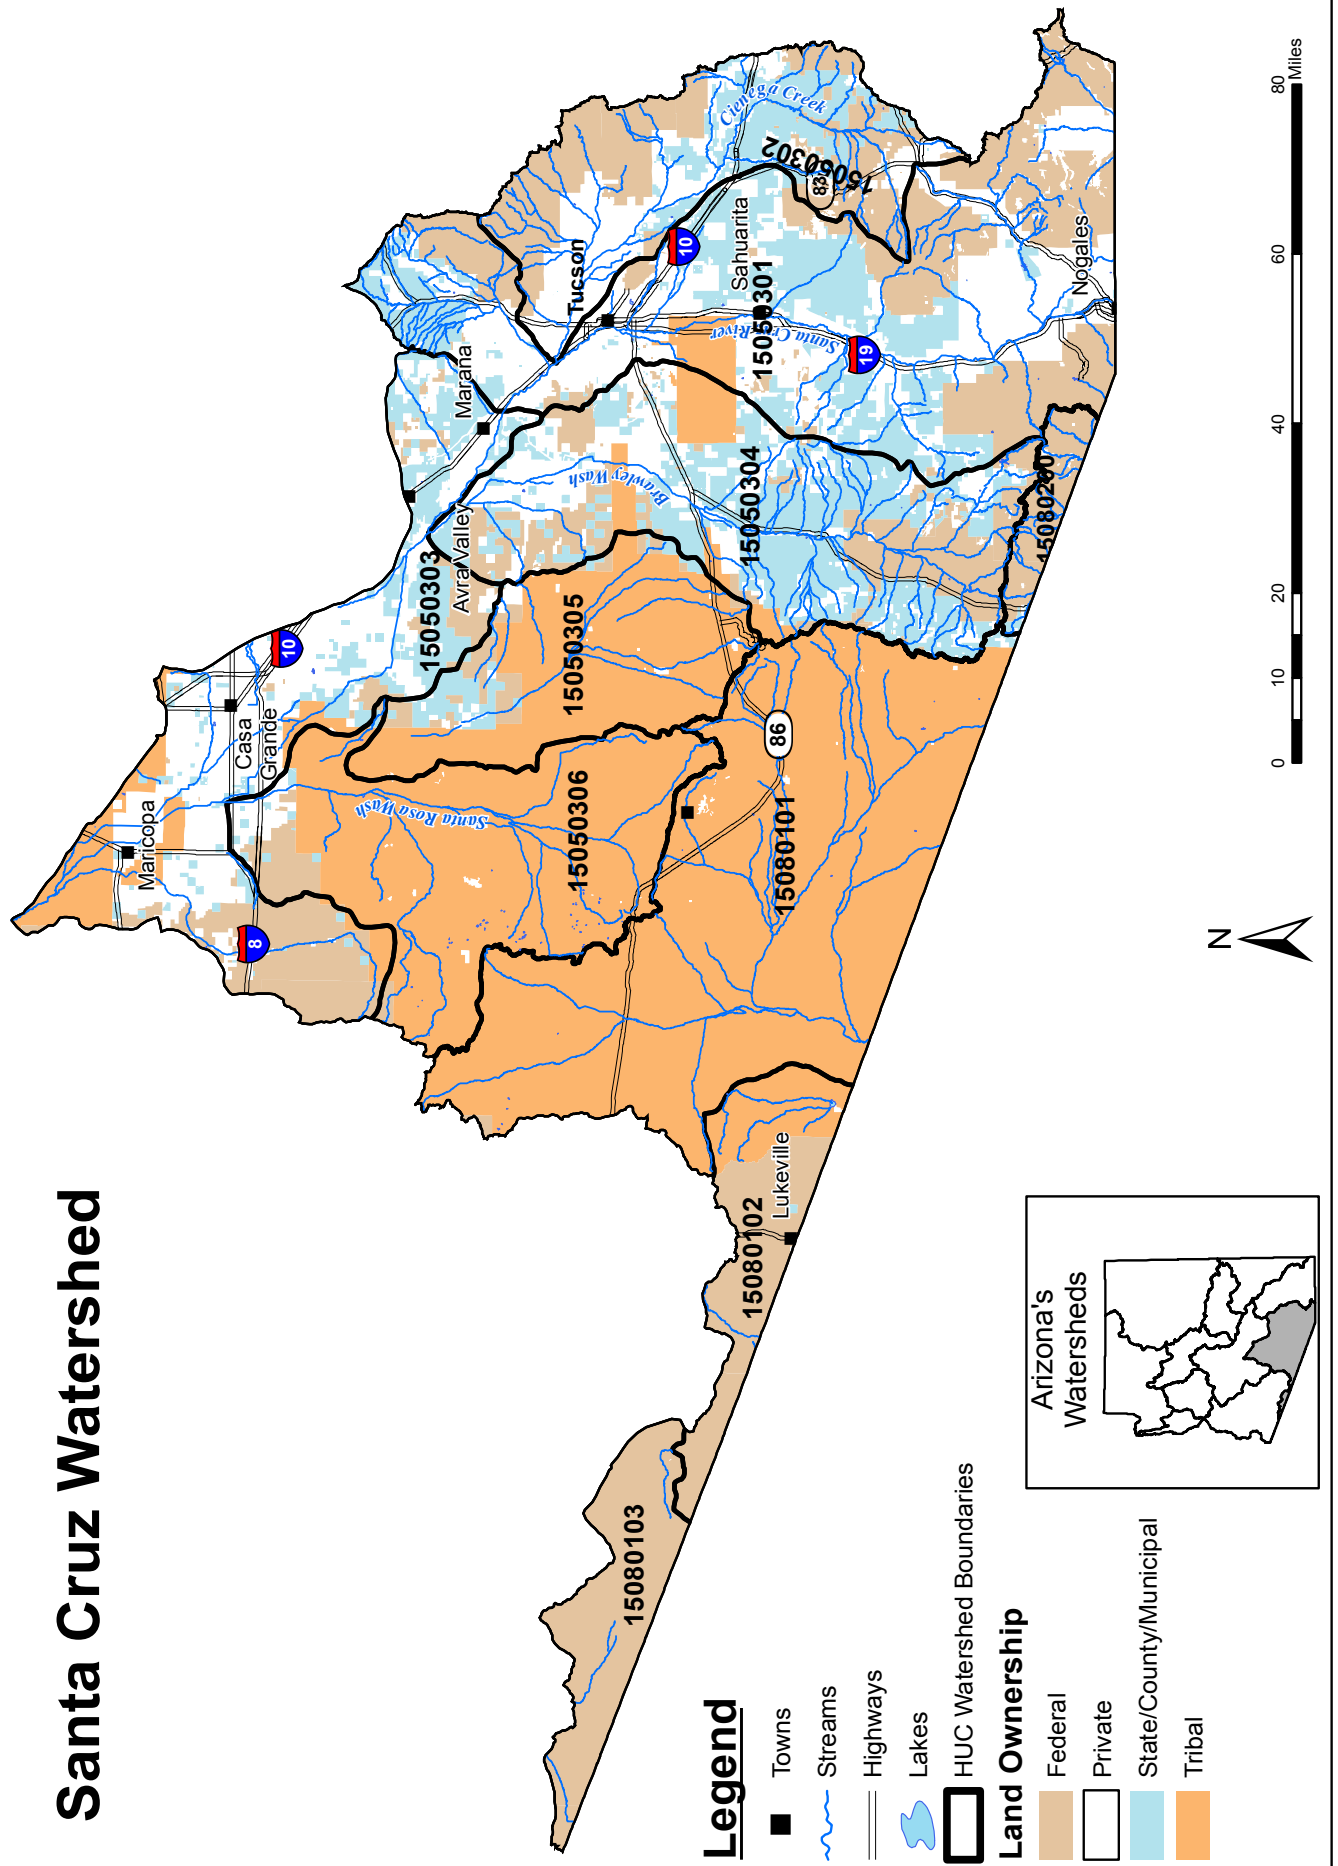 Santa Cruz Watershed
Maricopa
Casa
Grande
8
10
Marana
Avra Valley
15050303
Tucson
10
Cienega Creek
15050302
83
Sahuarita
15050301
Santa Cruz River
19
Nogales
Brawley Wash
15050304
15080200
15050305
15050306
Santa Rosa Wash
86
15080101
Lukeville
15080102
15080103
Legend
Towns
Streams
Highways
Lakes
HUC Watershed Boundaries
Land Ownership
Federal
Private
State/County/Municipal
Tribal
Arizona's
Watersheds
N
0 10 20 40 60 80
Miles